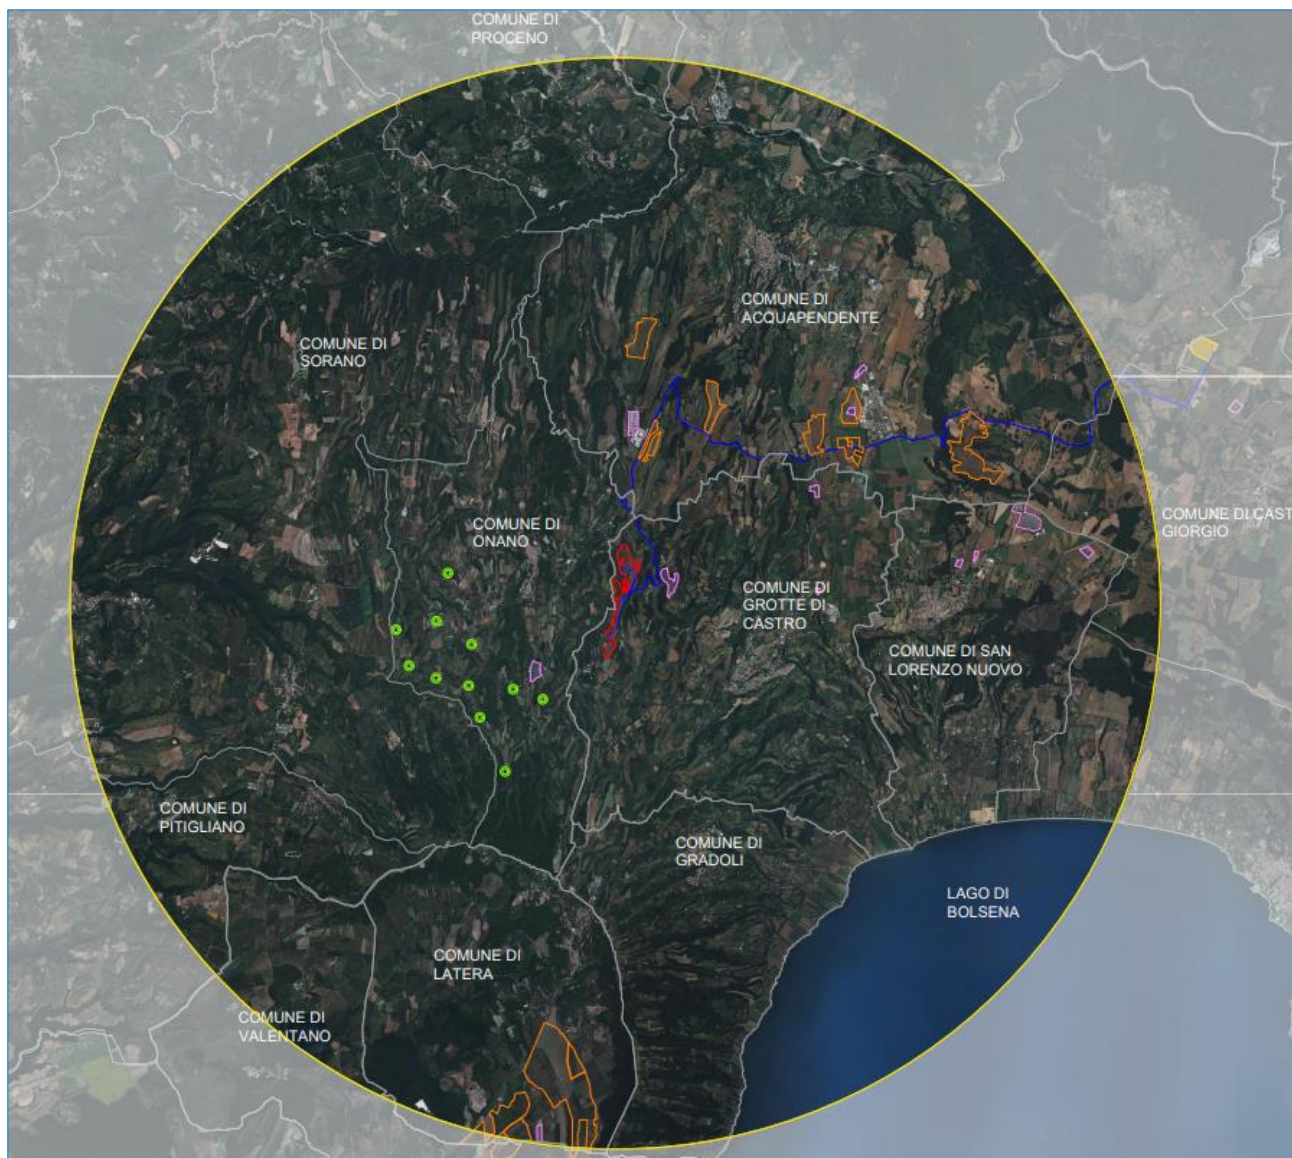 COMUNE DI
PROCENO
COMUNE DI
ACQUAPENDENTE
COMUNE DI
SORANO
COMUNE DI
ONANO
COMUNE DI CAST
GIORGIO
COMUNE DI
GROTTE DI
CASTRO
COMUNE DI SAN
LORENZO NUOVO
COMUNE DI
PITIGLIANO
COMUNE DI
GRADOLI
LAGO DI
BOLSENA
COMUNE DI
LATERA
COMUNE DI
VALENTANO